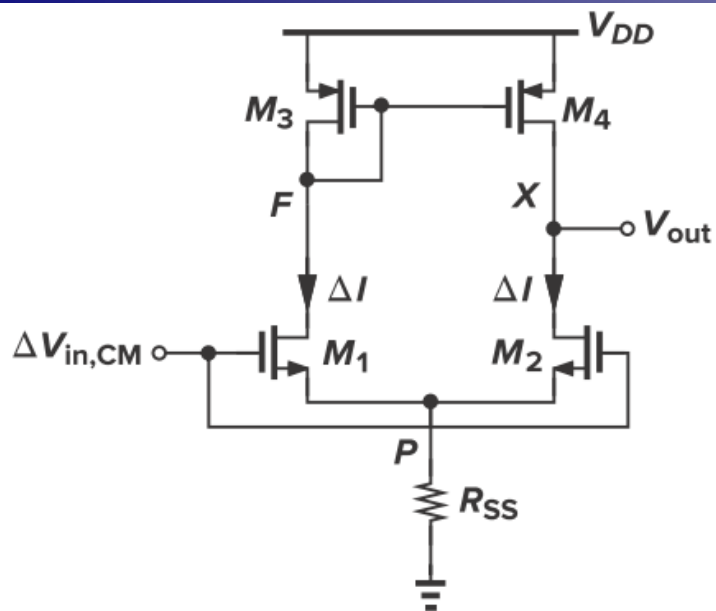 V_DD
M_3
M_4
F
X
V_out
ΔI
ΔI
ΔV_in,CM
M_1
M_2
P
R_SS